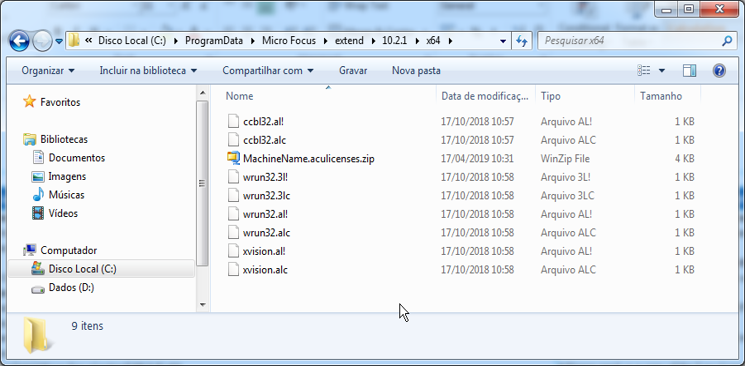 « Disco Local (C:) ▸ ProgramData ▸ Micro Focus ▸ extend ▸ 10.2.1 ▸ x64 ▸
Pesquisar x64
Organizar Incluir na biblioteca Compartilhar com Gravar Nova pasta
Favoritos
Bibliotecas
Documentos
Imagens
Músicas
Vídeos
Computador
Disco Local (C:)
Dados (D:)
Nome Data de modificaç... Tipo Tamanho
ccbl32.al! 17/10/2018 10:57 Arquivo AL! 1 KB
ccbl32.alc 17/10/2018 10:57 Arquivo ALC 1 KB
MachineName.aculicenses.zip 17/04/2019 10:31 WinZip File 4 KB
wrun32.3l! 17/10/2018 10:58 Arquivo 3L! 1 KB
wrun32.3lc 17/10/2018 10:58 Arquivo 3LC 1 KB
wrun32.al! 17/10/2018 10:58 Arquivo AL! 1 KB
wrun32.alc 17/10/2018 10:58 Arquivo ALC 1 KB
xvision.al! 17/10/2018 10:58 Arquivo AL! 1 KB
xvision.alc 17/10/2018 10:58 Arquivo ALC 1 KB
9 itens